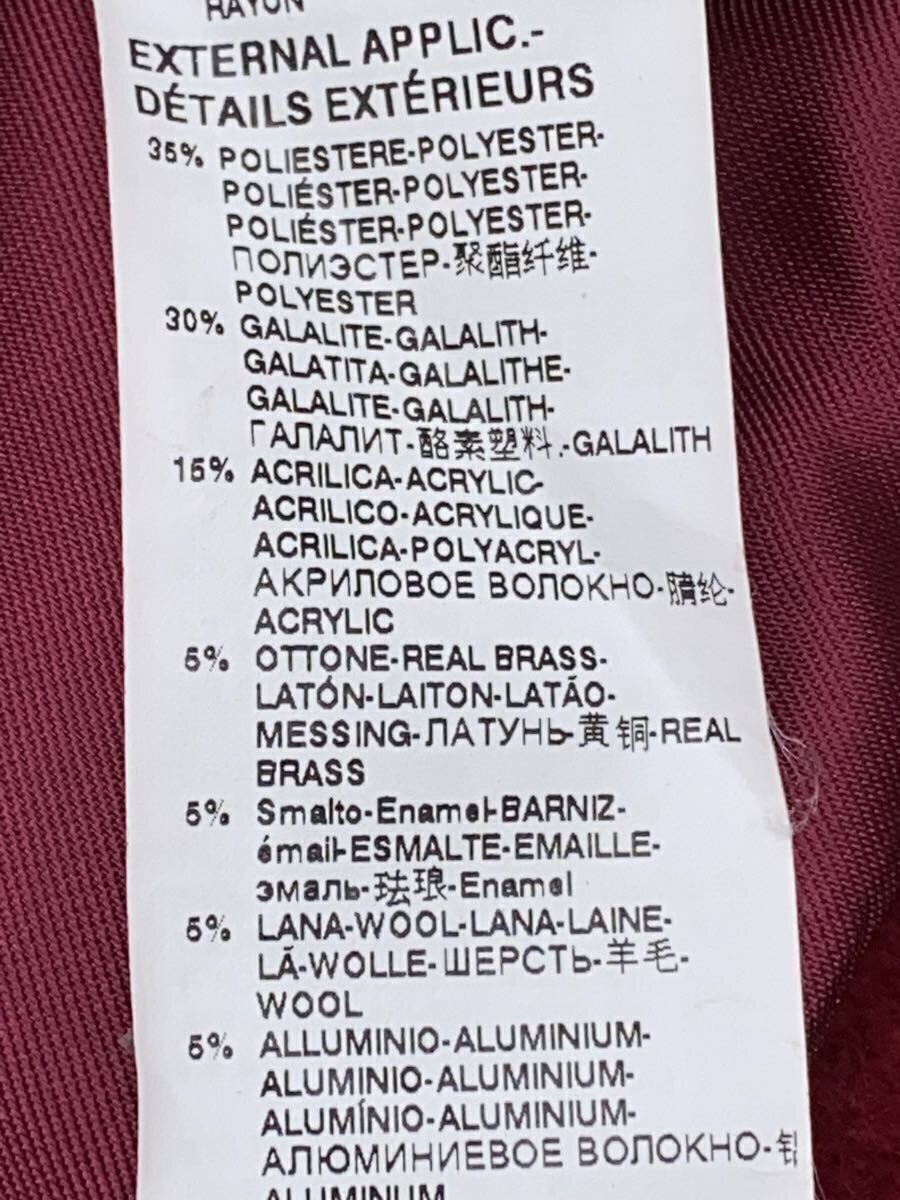 RAYON
EXTERNAL APPLIC.-
DÉTAILS EXTÉRIEURS
35% POLIESTERE-POLYESTER-
POLIÉSTER-POLYESTER-
POLIÉSTER-POLYESTER-
ПОЛИЭСТЕР-聚酯纤维-
POLYESTER
30% GALALITE-GALALITH-
GALATITA-GALALITHE-
GALALITE-GALALITH-
ГАЛАЛИТ-酪素塑料.-GALALITH
15% ACRILICA-ACRYLIC-
ACRILICO-ACRYLIQUE-
ACRILICA-POLYACRYL-
АКРИЛОВОЕ ВОЛОКНО-腈纶-
ACRYLIC
5% OTTONE-REAL BRASS-
LATÓN-LAITON-LATÃO-
MESSING-ЛАТУНЬ-黄铜-REAL
BRASS
5% Smalto-Enamel-BARNIZ-
émail-ESMALTE-EMAILLE-
эмаль-珐琅-Enamel
5% LANA-WOOL-LANA-LAINE-
LÃ-WOLLE-ШЕРСТЬ-羊毛-
WOOL
5% ALLUMINIO-ALUMINIUM-
ALUMINIO-ALUMINIUM-
ALUMÍNIO-ALUMINIUM-
АЛЮМИНИЕВОЕ ВОЛОКНО-
ALUMINUM